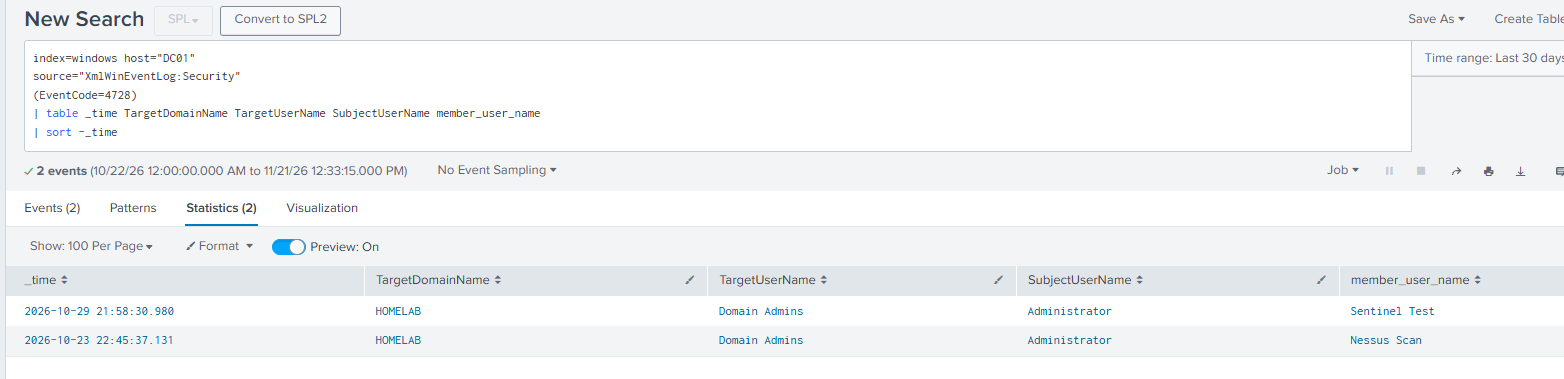 New Search SPL Convert to SPL2 Save As Create Table
index=windows host="DC01"
source="XmlWinEventLog:Security"
(EventCode=4728)
| table _time TargetDomainName TargetUserName SubjectUserName member_user_name
| sort -_time
Time range: Last 30 days
2 events (10/22/26 12:00:00.000 AM to 11/21/26 12:33:15.000 PM) No Event Sampling Job
Events (2) Patterns Statistics (2) Visualization
Show: 100 Per Page Format Preview: On
_time TargetDomainName TargetUserName SubjectUserName member_user_name
2026-10-29 21:58:30.980 HOMELAB Domain Admins Administrator Sentinel Test
2026-10-23 22:45:37.131 HOMELAB Domain Admins Administrator Nessus Scan